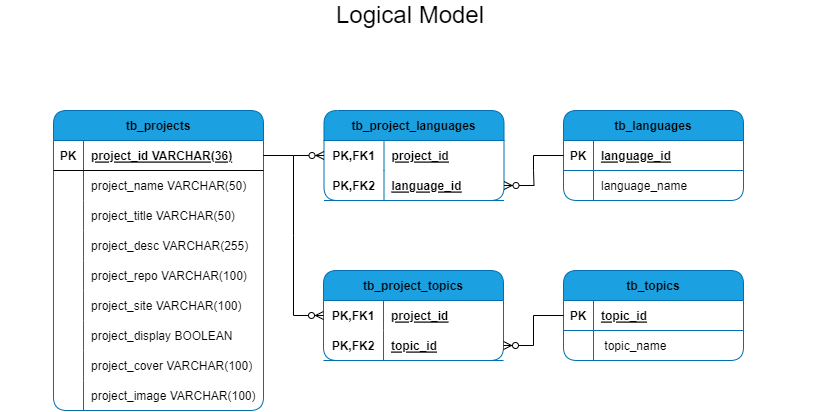 Logical Model
tb_projects
PK project_id VARCHAR(36)
project_name VARCHAR(50)
project_title VARCHAR(50)
project_desc VARCHAR(255)
project_repo VARCHAR(100)
project_site VARCHAR(100)
project_display BOOLEAN
project_cover VARCHAR(100)
project_image VARCHAR(100)
tb_project_languages
PK,FK1 project_id
PK,FK2 language_id
tb_languages
PK language_id
language_name
tb_project_topics
PK,FK1 project_id
PK,FK2 topic_id
tb_topics
PK topic_id
topic_name